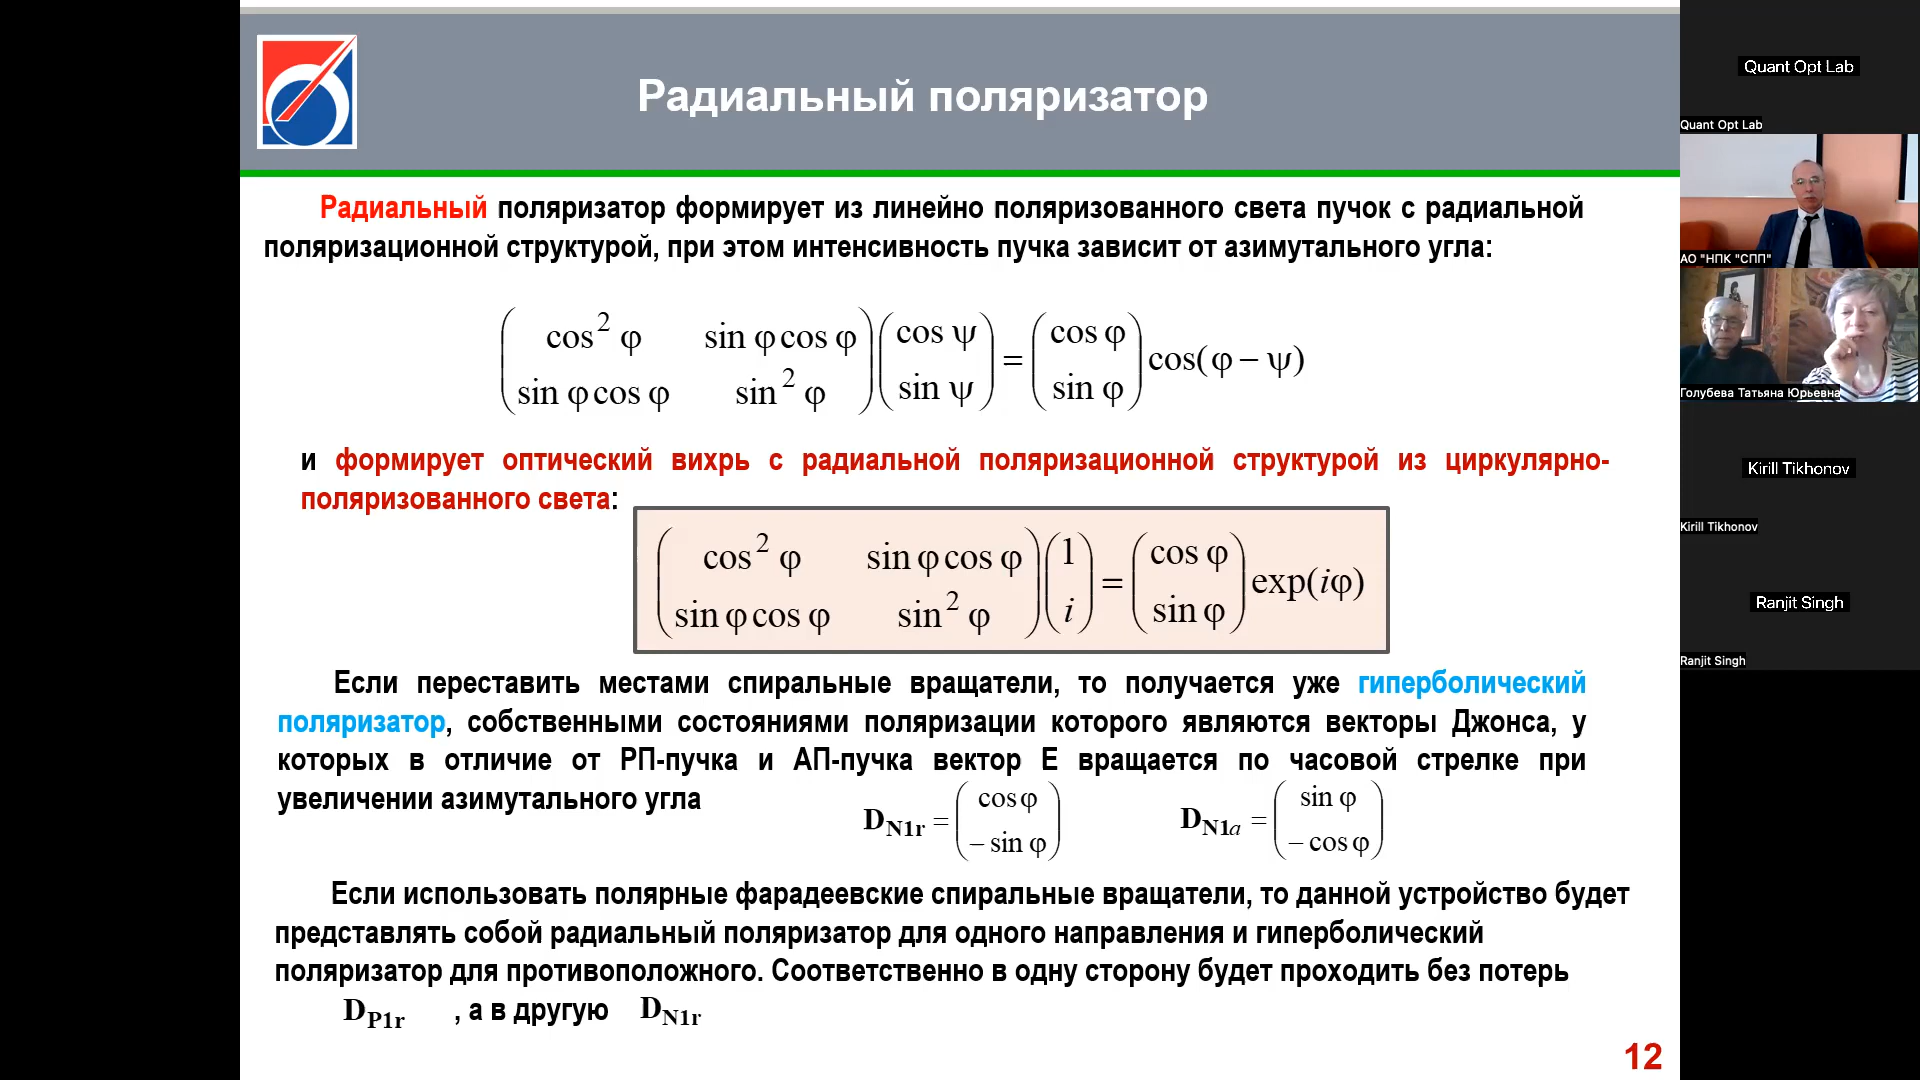 Радиальный поляризатор
Радиальный поляризатор формирует из линейно поляризованного света пучок с радиальной
поляризационной структурой, при этом интенсивность пучка зависит от азимутального угла:
cos² φ sin φ cos φ cos ψ cos φ
= cos(φ − ψ)
sin φ cos φ sin² φ sin ψ sin φ
и формирует оптический вихрь с радиальной поляризационной структурой из циркулярно-
поляризованного света:
cos² φ sin φ cos φ 1 cos φ
= exp(iφ)
sin φ cos φ sin² φ i sin φ
Если переставить местами спиральные вращатели, то получается уже гиперболический
поляризатор, собственными состояниями поляризации которого являются векторы Джонса, у
которых в отличие от РП-пучка и АП-пучка вектор Е вращается по часовой стрелке при
увеличении азимутального угла
D_N1r = (cos φ − sin φ) D_N1a = (sin φ − cos φ)
Если использовать полярные фарадеевские спиральные вращатели, то данной устройство будет
представлять собой радиальный поляризатор для одного направления и гиперболический
поляризатор для противоположного. Соответственно в одну сторону будет проходить без потерь
D_P1r , а в другую D_N1r
12
Quant Opt Lab
Quant Opt Lab
АО "НПК "СПП"
Голубева Татьяна Юрьевна
Kirill Tikhonov
Kirill Tikhonov
Ranjit Singh
Ranjit Singh